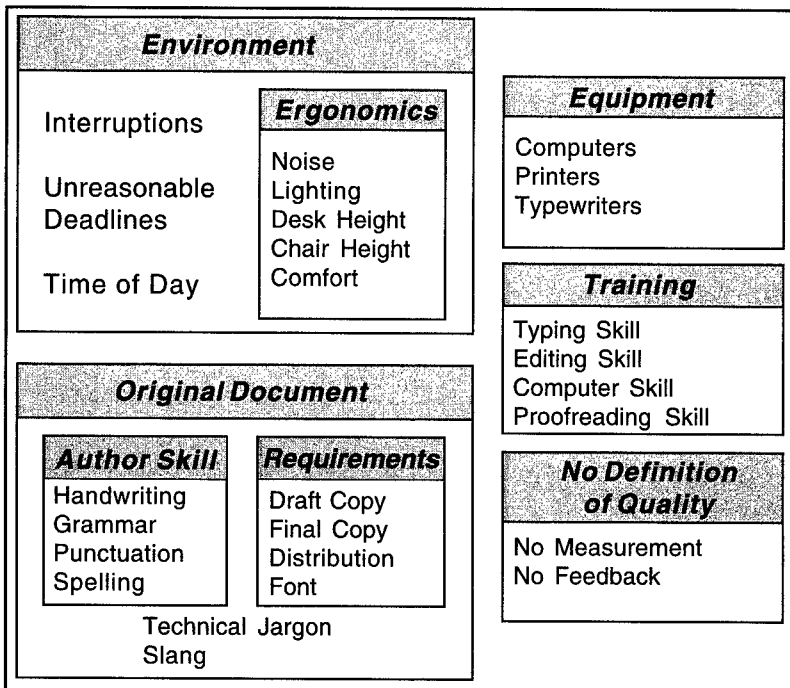 Environment
Interruptions
Unreasonable
Deadlines
Time of Day
Ergonomics
Noise
Lighting
Desk Height
Chair Height
Comfort
Original Document
Author Skill
Handwriting
Grammar
Punctuation
Spelling
Requirements
Draft Copy
Final Copy
Distribution
Font
Technical Jargon
Slang
Equipment
Computers
Printers
Typewriters
Training
Typing Skill
Editing Skill
Computer Skill
Proofreading Skill
No Definition
of Quality
No Measurement
No Feedback